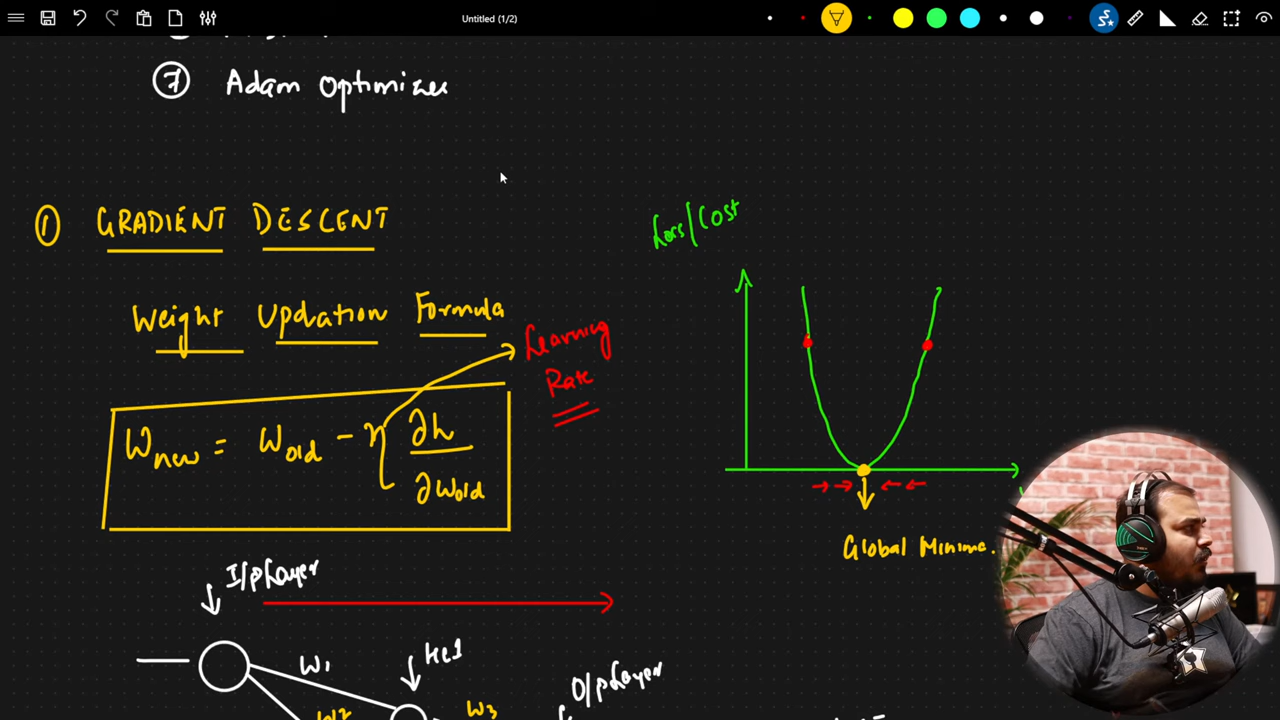 Untitled (1/2)
⑦ Adam Optimizer
① GRADIENT DESCENT
Loss/Cost
Weight Updation Formula
Learning
Rate
Wnew = Wold - η ∂L
∂Wold
Global Minima.
I/p Layer
HL1
W1
O/p Layer
W2
W3